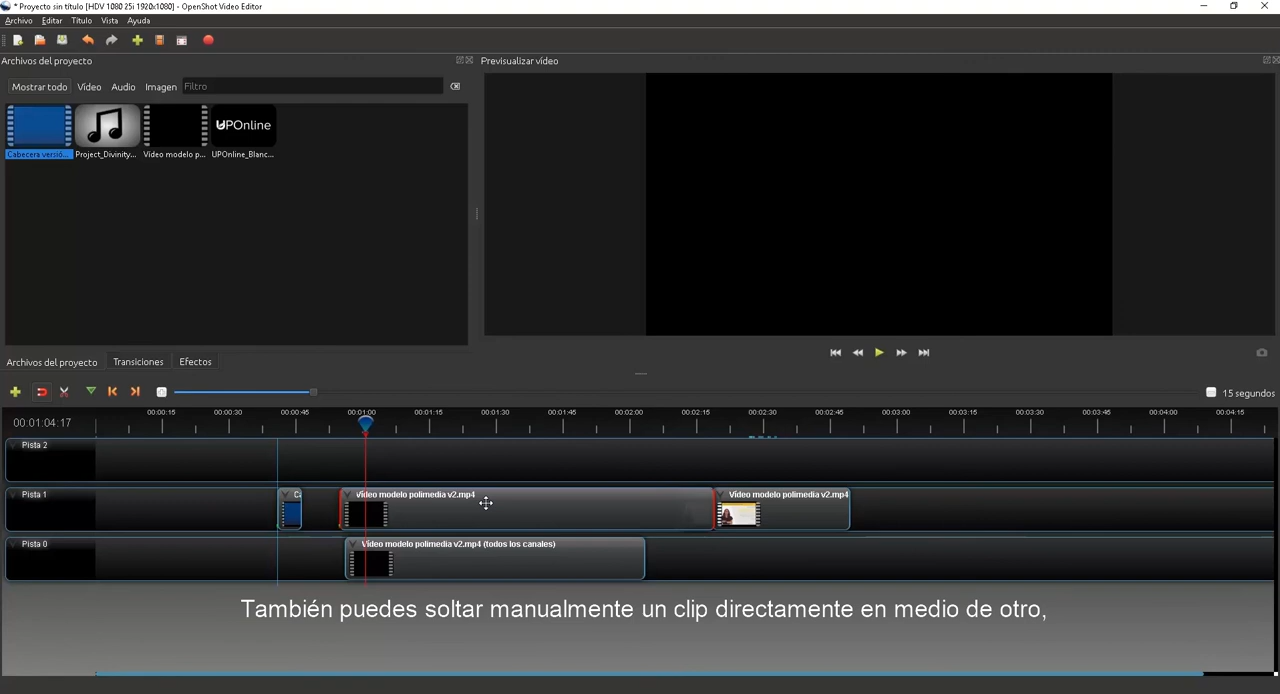 * Proyecto sin título [HDV 1080 25i 1920x1080] - OpenShot Video Editor
Archivo Editar Título Vista Ayuda
Archivos del proyecto
Previsualizar vídeo
Mostrar todo Vídeo Audio Imagen Filtro
UPOnline
Cabecera versió... Project_Divinity... Vídeo modelo p... UPOnline_Blanc...
Archivos del proyecto Transiciones Efectos
15 segundos
00:01:04:17
00:00:15 00:00:30 00:00:45 00:01:00 00:01:15 00:01:30 00:01:45 00:02:00 00:02:15 00:02:30 00:02:45 00:03:00 00:03:15 00:03:30 00:03:45 00:04:00 00:04:15
Pista 2
Pista 1
Vídeo modelo polimedia v2.mp4
Vídeo modelo polimedia v2.mp4
Pista 0
Vídeo modelo polimedia v2.mp4 (todos los canales)
También puedes soltar manualmente un clip directamente en medio de otro,